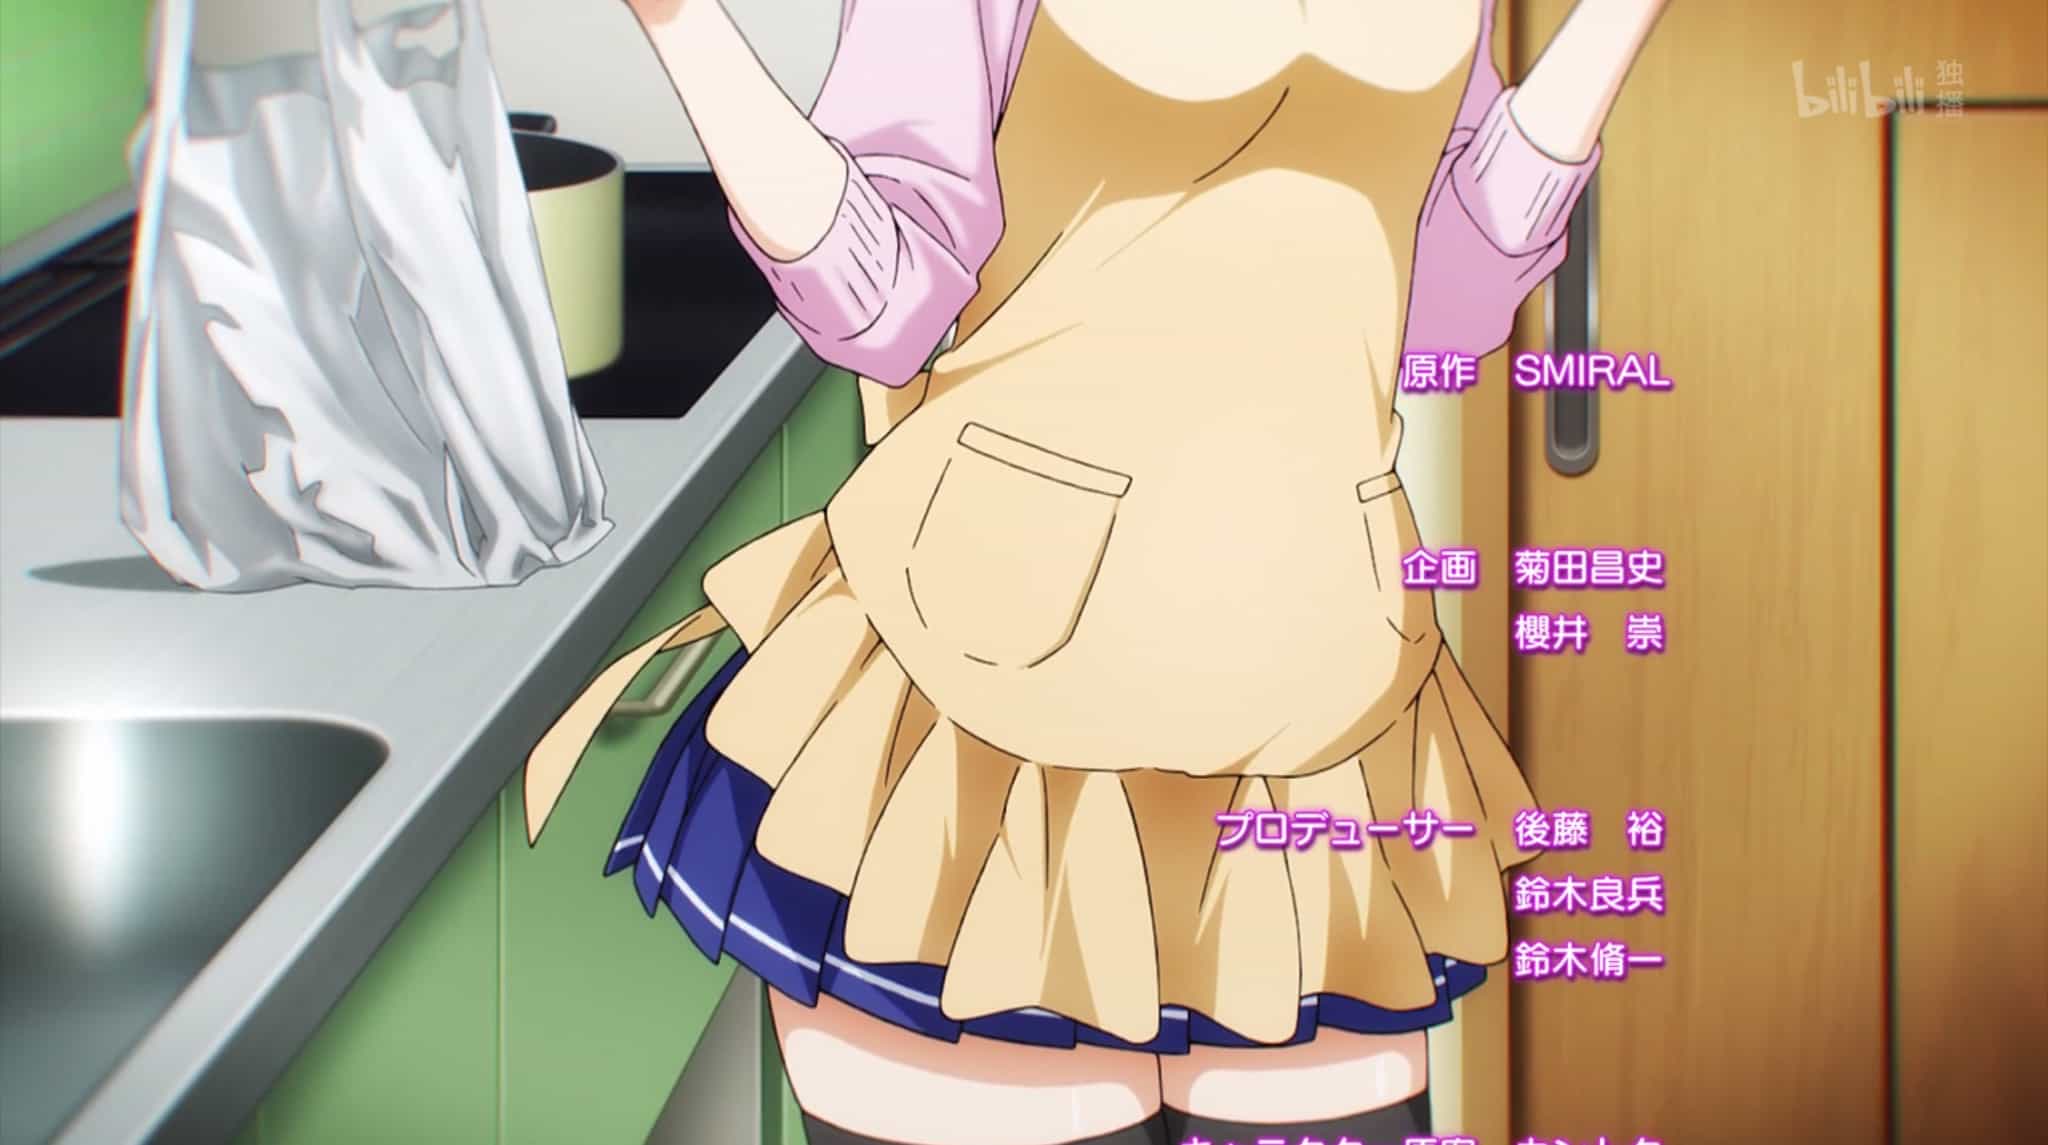 bilibili 独播
原作 SMIRAL
企画 菊田昌史
櫻井 崇
プロデューサー 後藤 裕
鈴木良兵
鈴木脩一